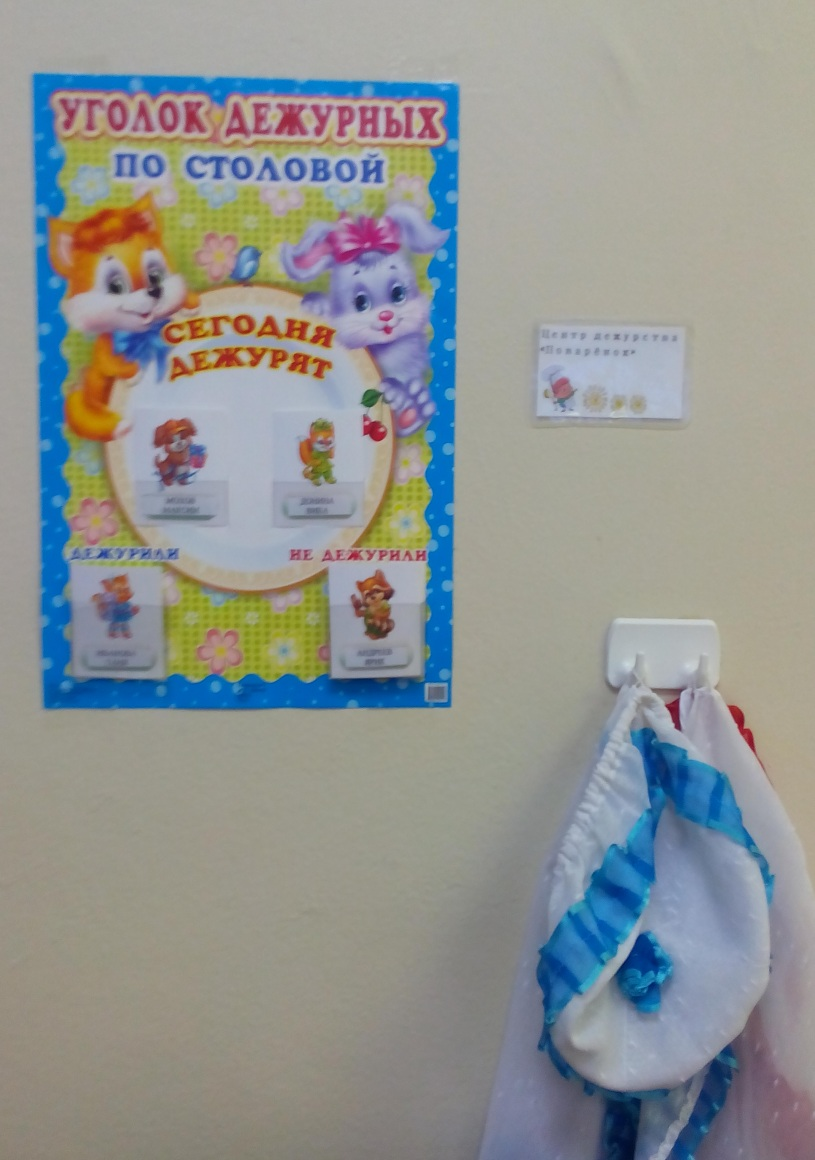 УГОЛОК ДЕЖУРНЫХ
ПО СТОЛОВОЙ
СЕГОДНЯ
ДЕЖУРЯТ
ДЕЖУРИЛИ
НЕ ДЕЖУРИЛИ
Центр дежурства
«Поварёнок»